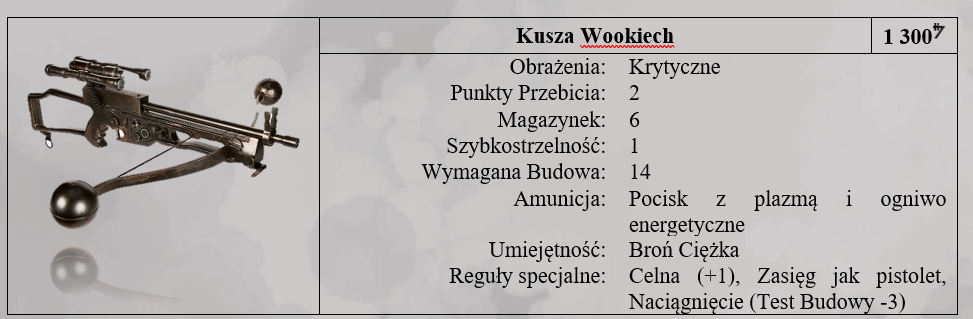 Kusza Wookiech 1 300
Obrażenia: Krytyczne
Punkty Przebicia: 2
Magazynek: 6
Szybkostrzelność: 1
Wymagana Budowa: 14
Amunicja: Pocisk z plazmą i ogniwo
energetyczne
Umiejętność: Broń Ciężka
Reguły specjalne: Celna (+1), Zasięg jak pistolet,
Naciągnięcie (Test Budowy -3)